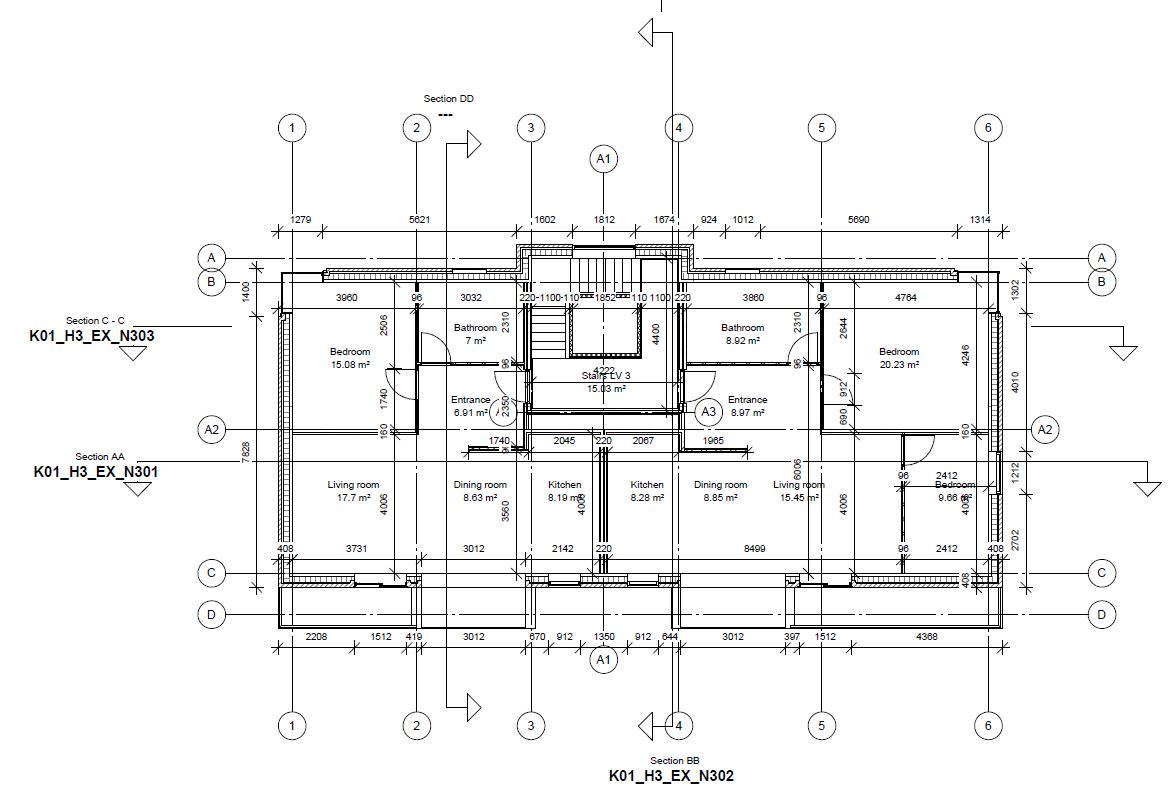 Section DD
---
1 2 3 4 5 6
A1
1279 5621 1602 1812 1674 924 1012 5690 1314
A A
B B
1400 3960 96 3032 220 1100 110 1852 110 1100 220 3860 96 4764 1302
Section C - C
K01_H3_EX_N303
2506 2310 4400 2310 2644 4246
Bathroom Bathroom
7 m² 8.92 m²
Bedroom Bedroom
15.08 m² 20.23 m²
96 96
4222
Stairs LV 3
15.03 m²
4010
1740 2350 912
Entrance Entrance
6.91 m² 8.97 m²
A3
690
A2 A2
160 160
1740 2045 220 2067 1965
7828
Section AA
K01_H3_EX_N301
6006 1212
96 2412
Living room Dining room Kitchen Kitchen Dining room Living room Bedroom
17.7 m² 8.63 m² 8.19 m² 8.28 m² 8.85 m² 15.45 m² 9.66 m²
4006 3560 4006 4006 4006
2702
408 3731 3012 2142 220 8499 96 2412 408
C C
408
D D
2208 1512 419 3012 670 912 1350 912 644 3012 397 1512 4368
A1
1 2 3 4 5 6
Section BB
K01_H3_EX_N302